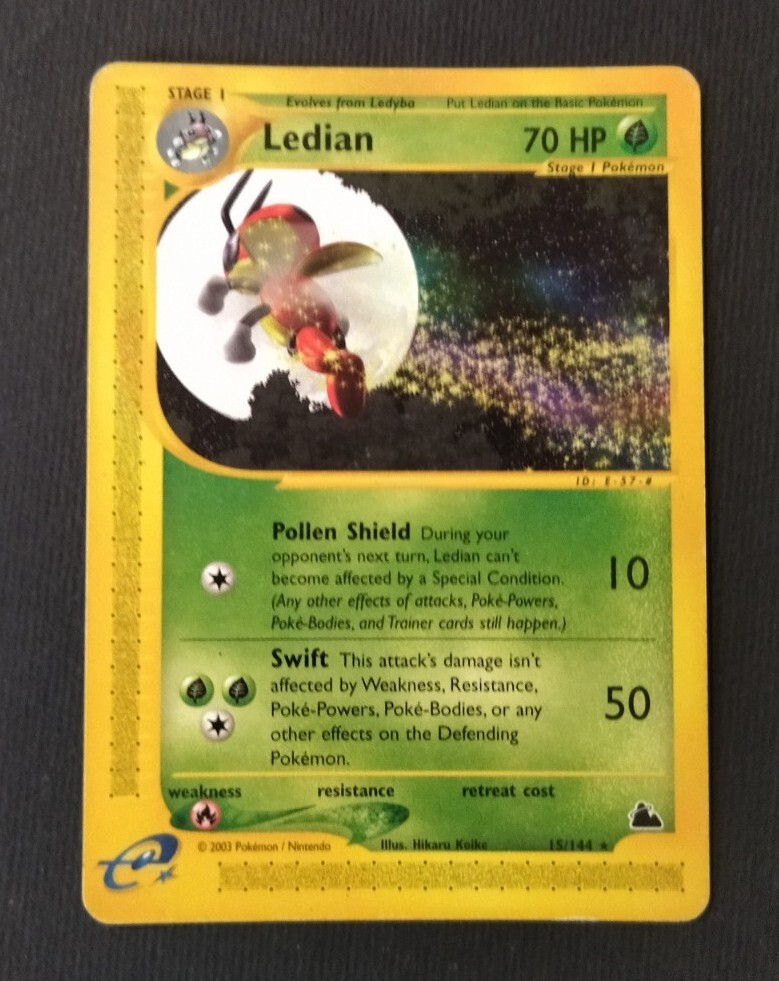 STAGE 1
Evolves from Ledyba Put Ledian on the Basic Pokémon
Ledian 70 HP
Stage 1 Pokémon
ID: E-57-#
Pollen Shield During your
opponent's next turn, Ledian can't
become affected by a Special Condition.
(Any other effects of attacks, Poké-Powers,
Poké-Bodies, and Trainer cards still happen.)
10
Swift This attack's damage isn't
affected by Weakness, Resistance,
Poké-Powers, Poké-Bodies, or any
other effects on the Defending
Pokémon.
50
weakness resistance retreat cost
© 2003 Pokémon / Nintendo Illus. Hikaru Koike 15/144 ★
e